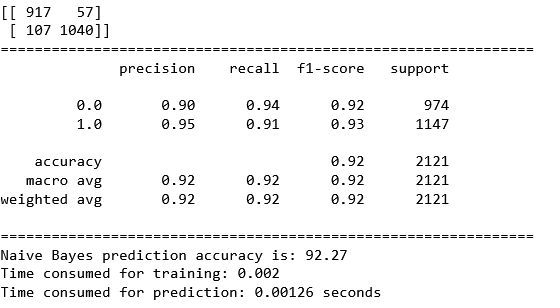 [[ 917   57]
 [ 107 1040]]
================================================================
              precision    recall  f1-score   support

         0.0       0.90      0.94      0.92       974
         1.0       0.95      0.91      0.93      1147

    accuracy                           0.92      2121
   macro avg       0.92      0.92      0.92      2121
weighted avg       0.92      0.92      0.92      2121

================================================================
Naive Bayes prediction accuracy is: 92.27
Time consumed for training: 0.002
Time consumed for prediction: 0.00126 seconds